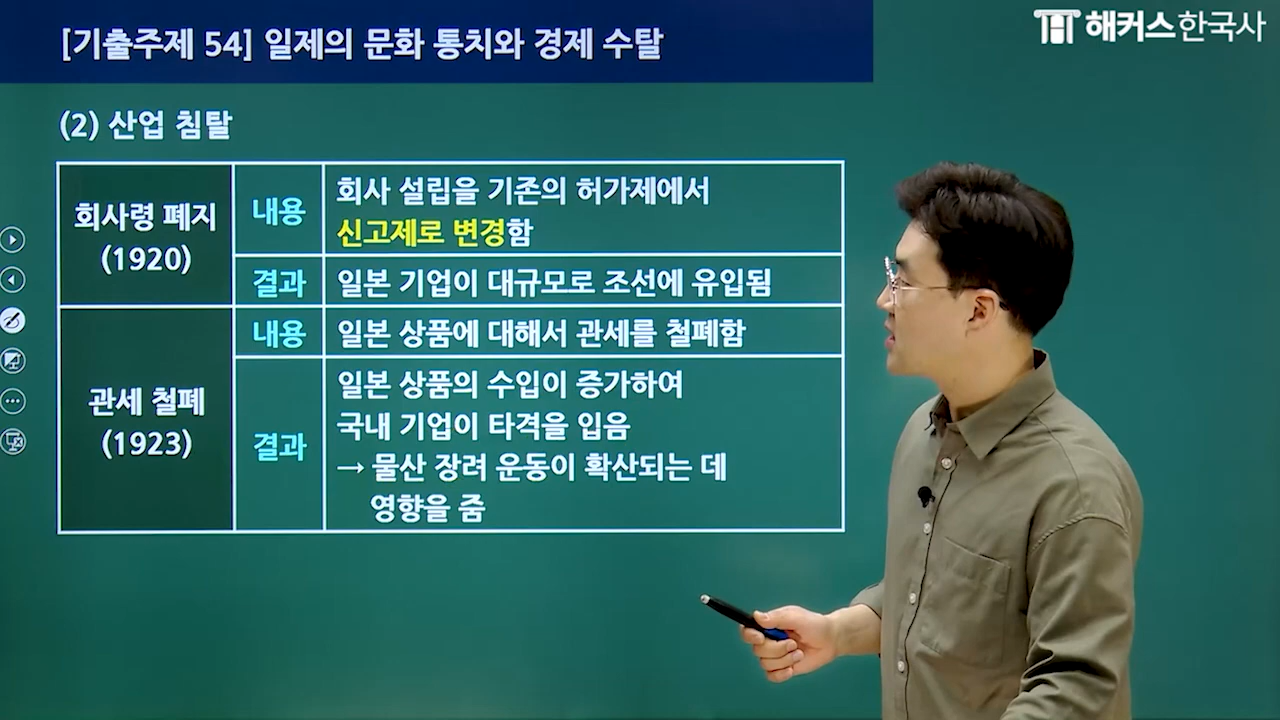 [기출주제 54] 일제의 문화 통치와 경제 수탈
해커스한국사
(2) 산업 침탈
회사령 폐지
(1920)
내용
회사 설립을 기존의 허가제에서
신고제로 변경함
결과
일본 기업이 대규모로 조선에 유입됨
관세 철폐
(1923)
내용
일본 상품에 대해서 관세를 철폐함
결과
일본 상품의 수입이 증가하여
국내 기업이 타격을 입음
→ 물산 장려 운동이 확산되는 데
영향을 줌